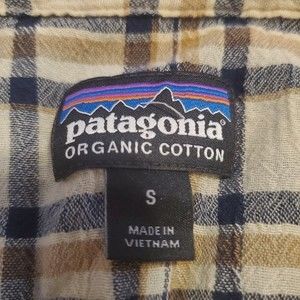 patagonia®
ORGANIC COTTON
S
MADE IN
VIETNAM